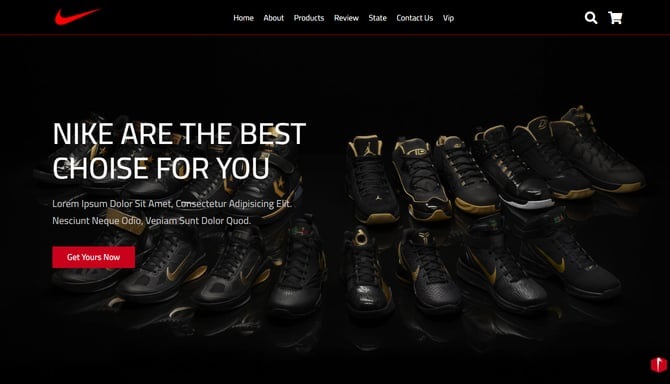 Home About Products Review State Contact Us Vip
NIKE ARE THE BEST
CHOISE FOR YOU
Lorem Ipsum Dolor Sit Amet, Consectetur Adipisicing Elit.
Nesciunt Neque Odio, Veniam Sunt Dolor Quod.
Get Yours Now